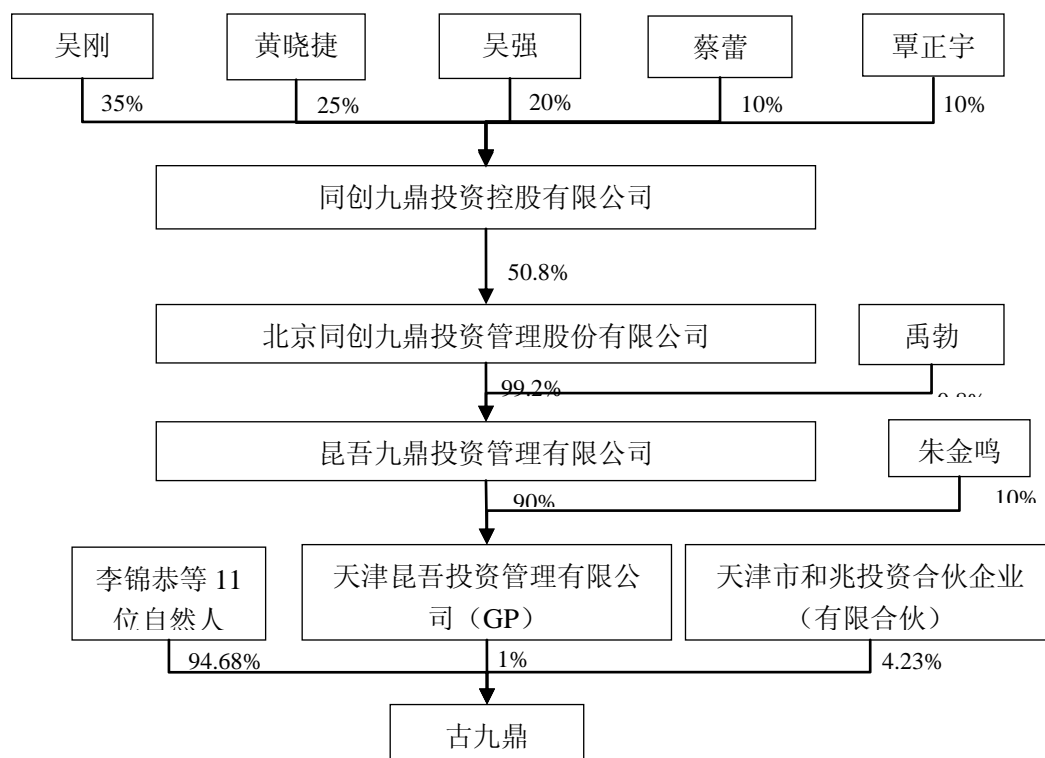 吴刚
黄晓捷
吴强
蔡蕾
覃正宇
35%
25%
20%
10%
10%
同创九鼎投资控股有限公司
50.8%
北京同创九鼎投资管理股份有限公司
禹勃
99.2%
0.8%
昆吾九鼎投资管理有限公司
朱金鸣
90%
10%
李锦恭等 11
位自然人
天津昆吾投资管理有限公
司（GP）
天津市和兆投资合伙企业
（有限合伙）
94.68%
1%
4.23%
古九鼎